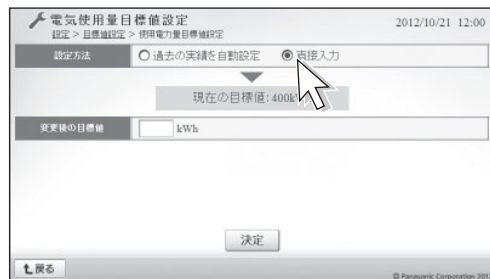 電気使用量目標値設定
2012/10/21 12:00
設定 > 目標値設定 > 使用電力量目標値設定
設定方法
過去の実績を自動設定
直接入力
現在の目標値:400k
変更後の目標値
kWh
決定
戻る
© Panasonic Corporation 2012